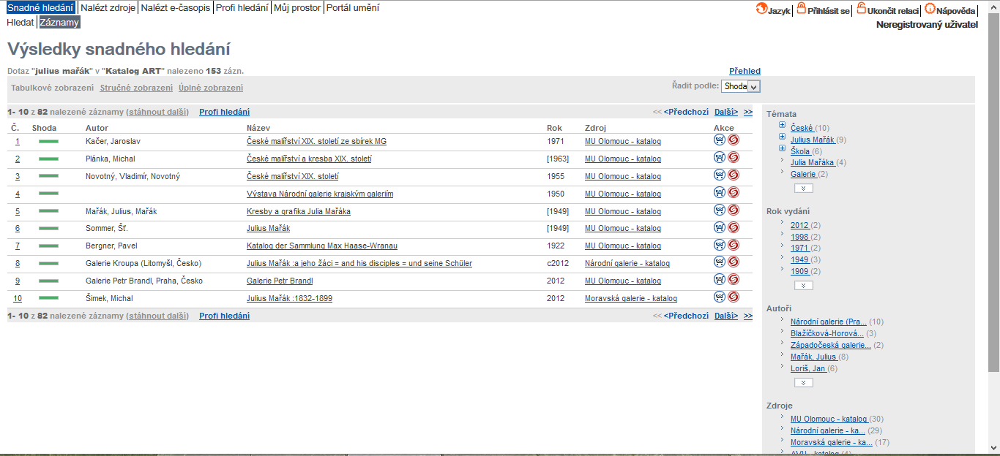 Snadné hledání Nalézt zdroje Nalézt e-časopis Profi hledání Můj prostor Portál umění
Jazyk Přihlásit se Ukončit relaci Nápověda
Hledat Záznamy
Neregistrovaný uživatel
Výsledky snadného hledání
Dotaz "julius mařák" v "Katalog ART" nalezeno 153 zázn.
Přehled
Tabulkové zobrazení Stručné zobrazení Úplné zobrazení
Řadit podle: Shoda
1- 10 z 82 nalezené záznamy (stáhnout další) Profi hledání << <Předchozí Další> >>
Č. Shoda Autor Název Rok Zdroj Akce
1 Kačer, Jaroslav České malířství XIX. století ze sbírek MG 1971 MU Olomouc - katalog
2 Plánka, Michal České malířství a kresba XIX. století [1963] MU Olomouc - katalog
3 Novotný, Vladimír, Novotný České malířství XIX. století 1955 MU Olomouc - katalog
4 Výstava Národní galerie krajským galeriím 1950 MU Olomouc - katalog
5 Mařák, Julius, Mařák Kresby a grafika Julia Mařáka [1949] MU Olomouc - katalog
6 Sommer, Šť. Julius Mařák [1949] MU Olomouc - katalog
7 Bergner, Pavel Katalog der Sammlung Max Haase-Wranau 1922 MU Olomouc - katalog
8 Galerie Kroupa (Litomyšl, Česko) Julius Mařák :a jeho žáci = and his disciples = und seine Schüler c2012 Národní galerie - katalog
9 Galerie Petr Brandl, Praha, Česko Galerie Petr Brandl 2012 MU Olomouc - katalog
10 Šimek, Michal Julius Mařák :1832-1899 2012 Moravská galerie - katalog
1- 10 z 82 nalezené záznamy (stáhnout další) Profi hledání << <Předchozí Další> >>
Témata
České (10)
Julius Mařák (9)
Škola (6)
Julia Mařáka (4)
Galerie (2)
Rok vydání
2012 (2)
1998 (2)
1971 (2)
1949 (3)
1909 (2)
Autoři
Národní galerie (Pra... (10)
Blažíčková-Horová... (3)
Západočeská galerie... (2)
Mařák, Julius (8)
Loriš, Jan (6)
Zdroje
MU Olomouc - katalog (30)
Národní galerie - ka... (29)
Moravská galerie - ka... (17)
AVU - katalog (4)